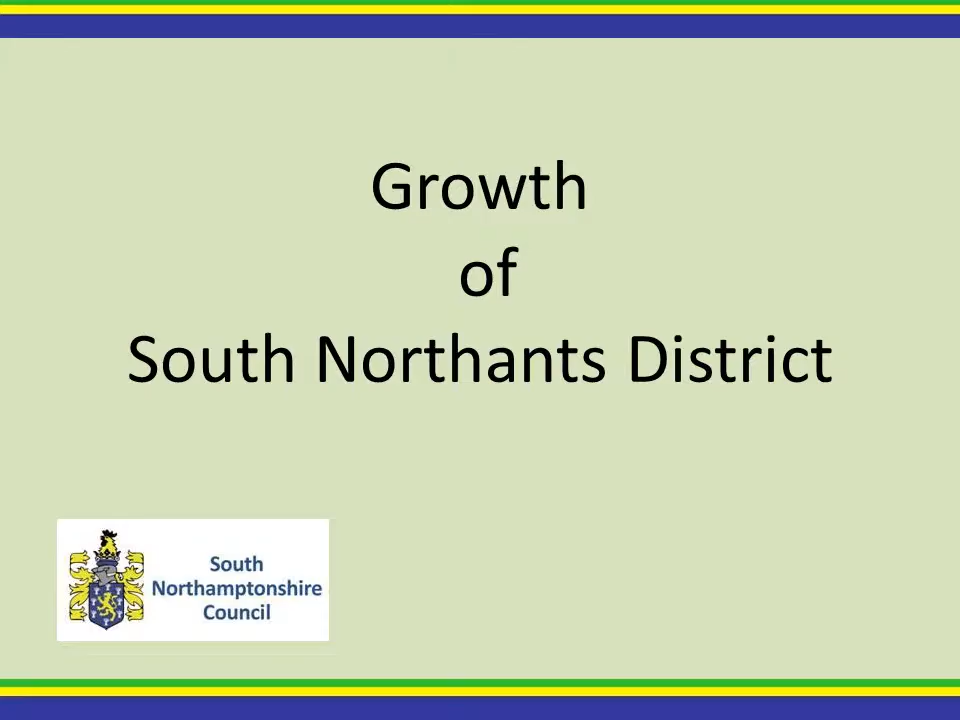 Growth
of
South Northants District
South
Northamptonshire
Council